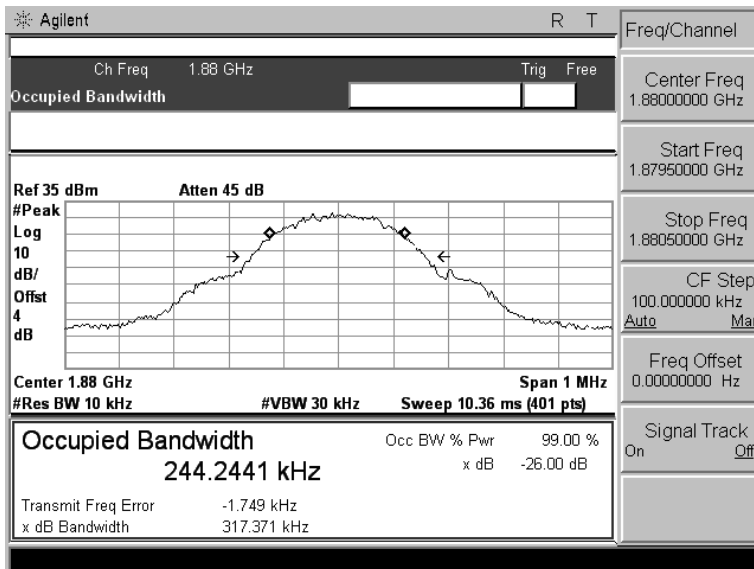 Agilent R T
Freq/Channel
Ch Freq 1.88 GHz Trig Free
Occupied Bandwidth
Center Freq
1.88000000 GHz
Start Freq
1.87950000 GHz
Stop Freq
1.88050000 GHz
CF Step
100.000000 kHz
Auto Ma
Freq Offset
0.00000000 Hz
Signal Track
On Off
Ref 35 dBm Atten 45 dB
#Peak
Log
10
dB/
Offst
4
dB
Center 1.88 GHz Span 1 MHz
#Res BW 10 kHz #VBW 30 kHz Sweep 10.36 ms (401 pts)
Occupied Bandwidth Occ BW % Pwr 99.00 %
244.2441 kHz x dB -26.00 dB
Transmit Freq Error -1.749 kHz
x dB Bandwidth 317.371 kHz